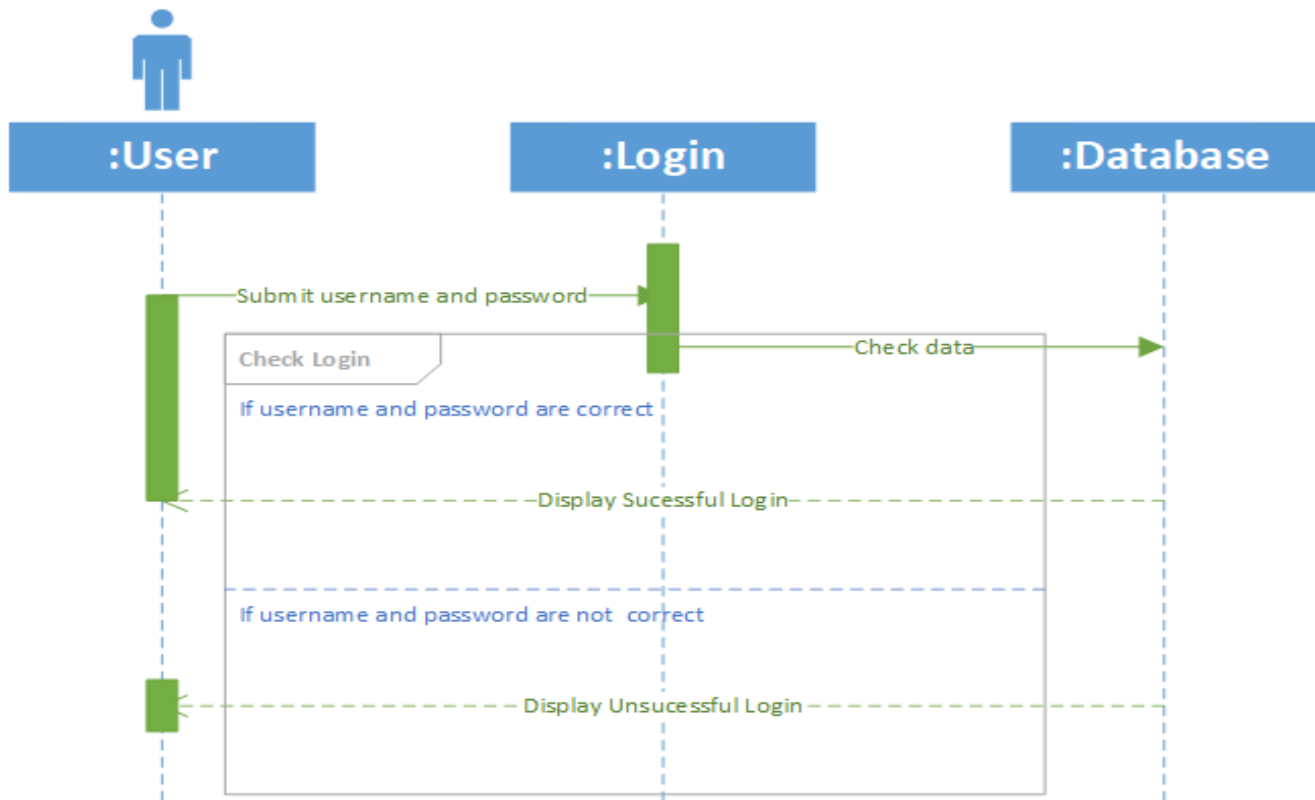 :User
:Login
:Database
Submit username and password
Check data
Check Login
If username and password are correct
Display Sucessful Login
If username and password are not correct
Display Unsucessful Login